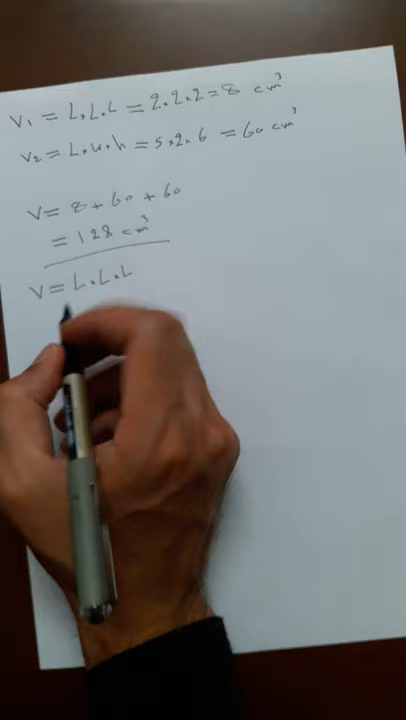 V₁ = L.L.L = 2.2.2 = 8 cm³
V₂ = L.w.h = 5.2.6 = 60 cm³
V = 8 + 60 + 60
= 128 cm³
V = L.L.L